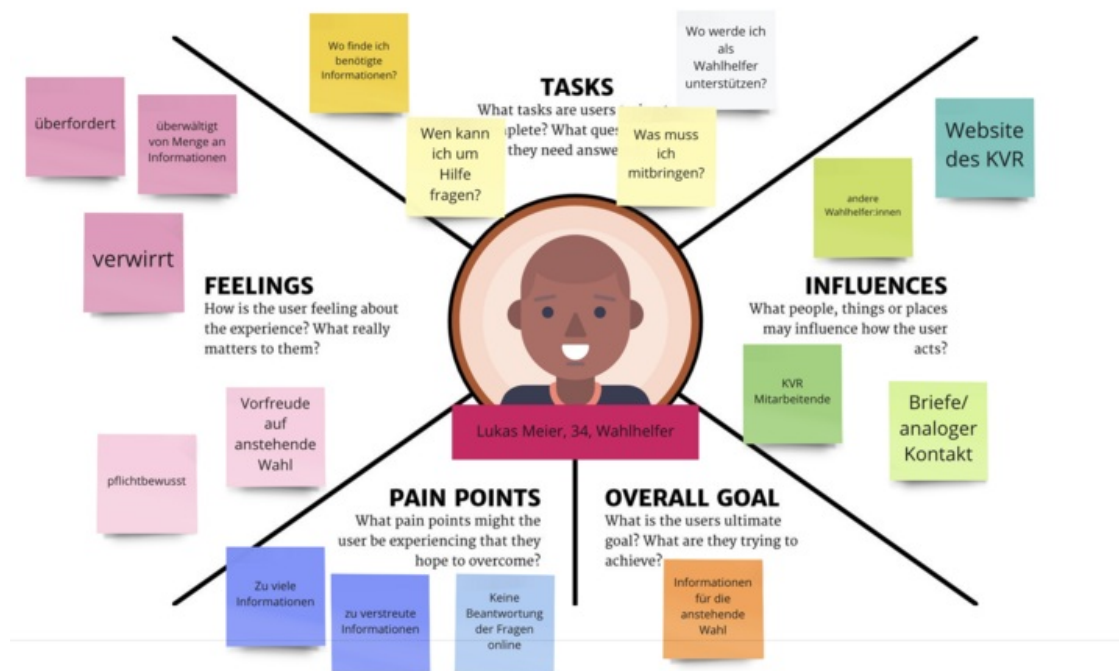 Wo finde ich
benötigte
Informationen?
Wo werde ich
als
Wahlhelfer
unterstützen?
TASKS
What tasks are users
What
they need
Wen kann
ich um
Hilfe
fragen?
Was muss
ich
mitbringen?
überfordert
überwältigt
von Menge an
Informationen
verwirrt
FEELINGS
How is the user feeling about
the experience? What really
matters to them?
Vorfreude
auf
anstehende
Wahl
pflichtbewusst
Website
des KVR
andere
Wahlhelfer:innen
INFLUENCES
What people, things or places
may influence how the user
acts?
KVR
Mitarbeitende
Briefe/
analoger
Kontakt
Lukas Meier, 34, Wahlhelfer
PAIN POINTS
What pain points might the
user be experiencing that they
hope to overcome?
Zu viele
Informationen
zu verstreute
Informationen
Keine
Beantwortung
der Fragen
online
OVERALL GOAL
What is the users ultimate
goal? What are they trying to
achieve?
Informationen
für die
anstehende
Wahl